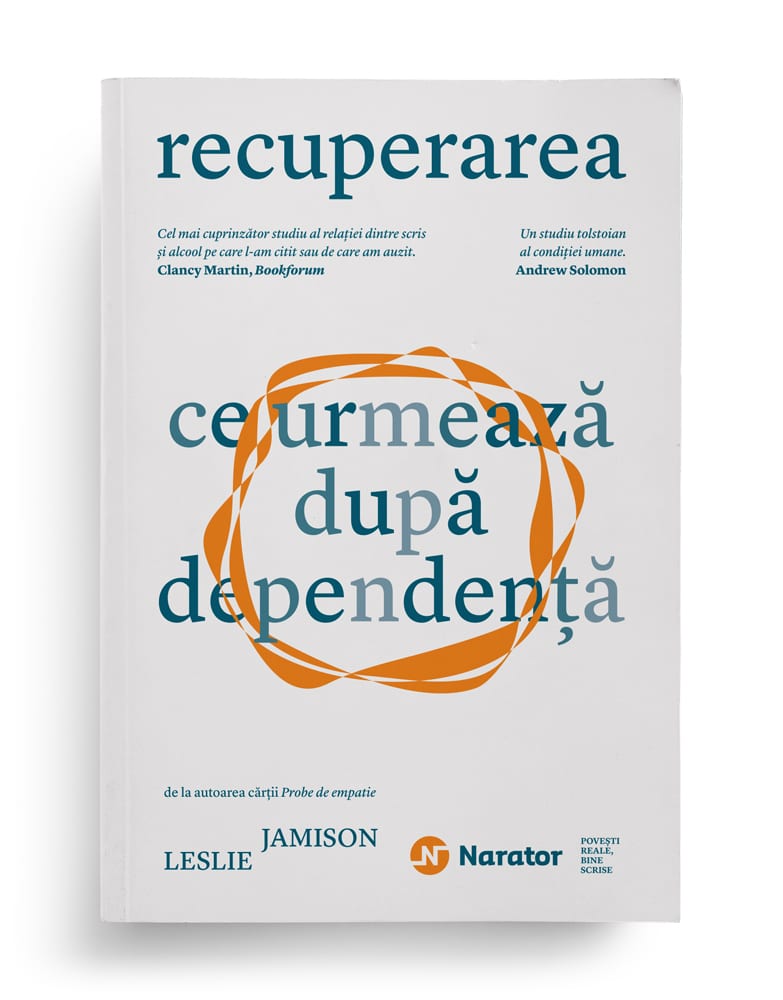 recuperarea
Cel mai cuprinzător studiu al relației dintre scris
și alcool pe care l-am citit sau de care am auzit.
Clancy Martin, Bookforum
Un studiu tolstoian
al condiției umane.
Andrew Solomon
ce urmează
după
dependență
de la autoarea cărții Probe de empatie
LESLIE JAMISON
N Narator
POVEȘTI
REALE,
BINE
SCRISE